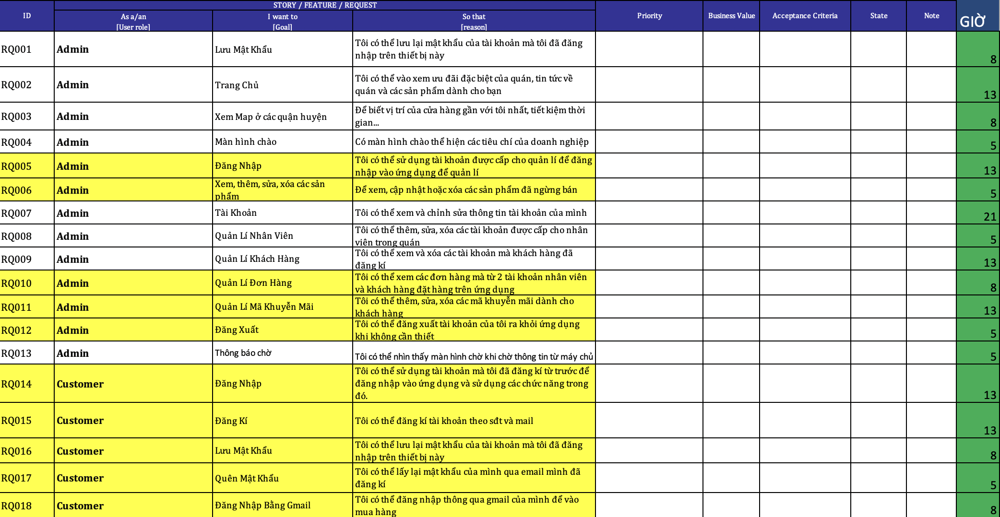 STORY / FEATURE / REQUEST
ID
As a/an
[User role]
I want to
[Goal]
So that
[reason]
Priority
Business Value
Acceptance Criteria
State
Note
GIỜ
RQ001
Admin
Lưu Mật Khẩu
Tôi có thể lưu lại mật khẩu của tài khoản mà tôi đã đăng
nhập trên thiết bị này
8
RQ002
Admin
Trang Chủ
Tôi có thể vào xem ưu đãi đặc biệt của quán, tin tức về
quán và các sản phẩm dành cho bạn
13
RQ003
Admin
Xem Map ở các quận huyện
Để biết vị trí của cửa hàng gần với tôi nhất, tiết kiệm thời
gian...
8
RQ004
Admin
Màn hình chào
Có màn hình chào thể hiện các tiêu chí của doanh nghiệp
5
RQ005
Admin
Đăng Nhập
Tôi có thể sử dụng tài khoản được cấp cho quản lí để đăng
nhập vào ứng dụng để quản lí
13
RQ006
Admin
Xem, thêm, sửa, xóa các sản
phẩm
Để xem, cập nhật hoặc xóa các sản phẩm đã ngừng bán
5
RQ007
Admin
Tài Khoản
Tôi có thể xem và chỉnh sửa thông tin tài khoản của mình
21
RQ008
Admin
Quản Lí Nhân Viên
Tôi có thể thêm, sửa, xóa các tài khoản được cấp cho nhân
viên trong quán
5
RQ009
Admin
Quản Lí Khách Hàng
Tôi có thể xem và xóa các tài khoản mà khách hàng đã
đăng kí
13
RQ010
Admin
Quản Lí Đơn Hàng
Tôi có thể xem các đơn hàng mà từ 2 tài khoản nhân viên
và khách hàng đặt hàng trên ứng dụng
8
RQ011
Admin
Quản Lí Mã Khuyễn Mãi
Tôi có thể thêm, sửa, xóa các mã khuyễn mãi dành cho
khách hàng
13
RQ012
Admin
Đăng Xuất
Tôi có thể đăng xuất tài khoản của tôi ra khỏi ứng dụng
khi không cần thiết
5
RQ013
Admin
Thông báo chờ
Tôi có thể nhìn thấy màn hình chờ khi chờ thông tin từ máy chủ
5
RQ014
Customer
Đăng Nhập
Tôi có thể sử dụng tài khoản mà tôi đã đăng kí từ trước để
đăng nhập vào ứng dụng và sử dụng các chức năng trong
đó.
13
RQ015
Customer
Đăng Kí
Tôi có thể đăng kí tài khoản theo sđt và mail
13
RQ016
Customer
Lưu Mật Khẩu
Tôi có thể lưu lại mật khẩu của tài khoản mà tôi đã đăng
nhập trên thiết bị này
8
RQ017
Customer
Quên Mật Khẩu
Tôi có thể lấy lại mật khẩu của mình qua email mình đã
đăng kí
5
RQ018
Customer
Đăng Nhập Bằng Gmail
Tôi có thể đăng nhập thông qua gmail của mình để vào
mua hàng
8